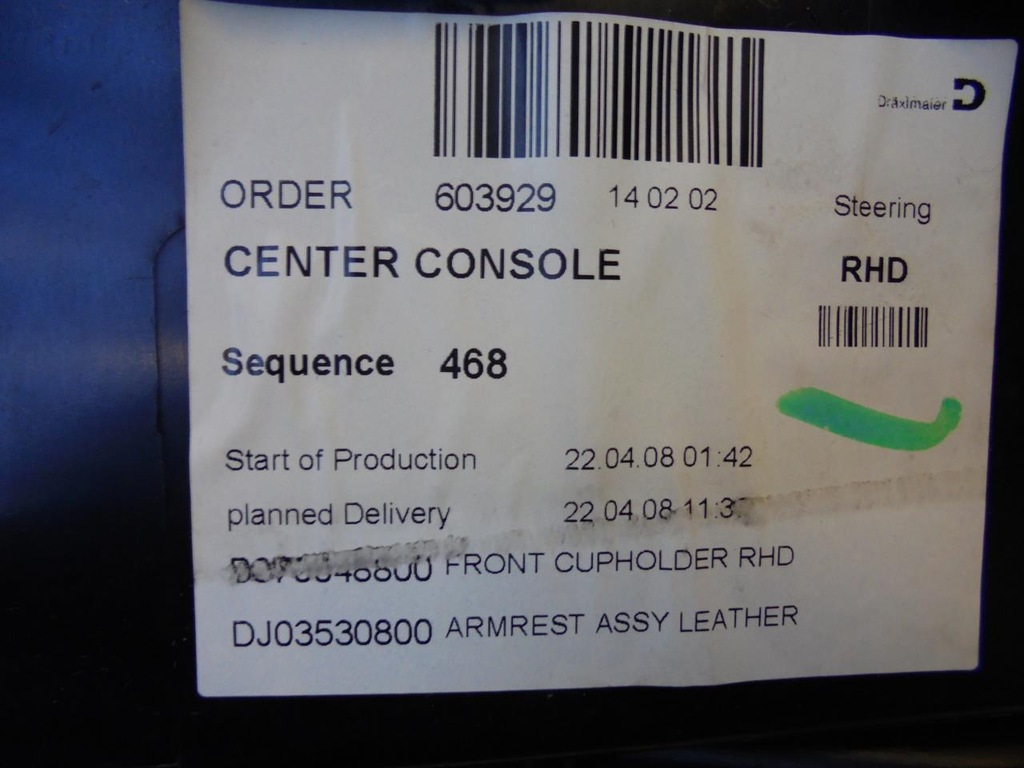 Dräxlmaier
ORDER 603929 14 02 02
Steering
CENTER CONSOLE
RHD
Sequence 468
Start of Production 22.04.08 01:42
planned Delivery 22.04.08
FRONT CUPHOLDER RHD
DJ03530800 ARMREST ASSY LEATHER